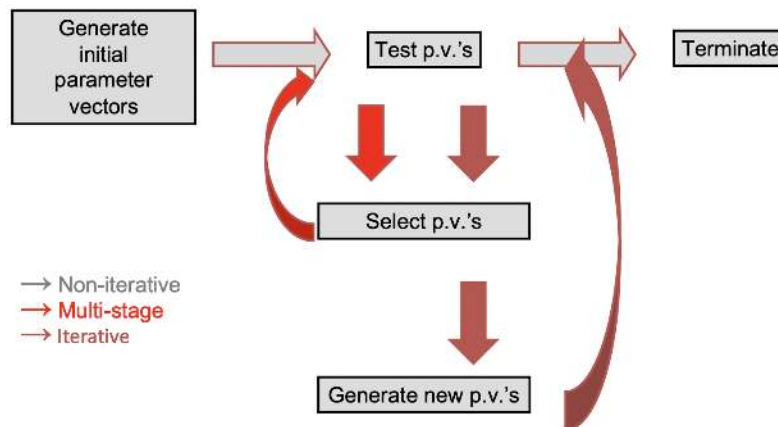 Generate
initial
parameter
vectors
Test p.v.'s
Terminate
Select p.v.'s
→ Non-iterative
→ Multi-stage
→ Iterative
Generate new p.v.'s